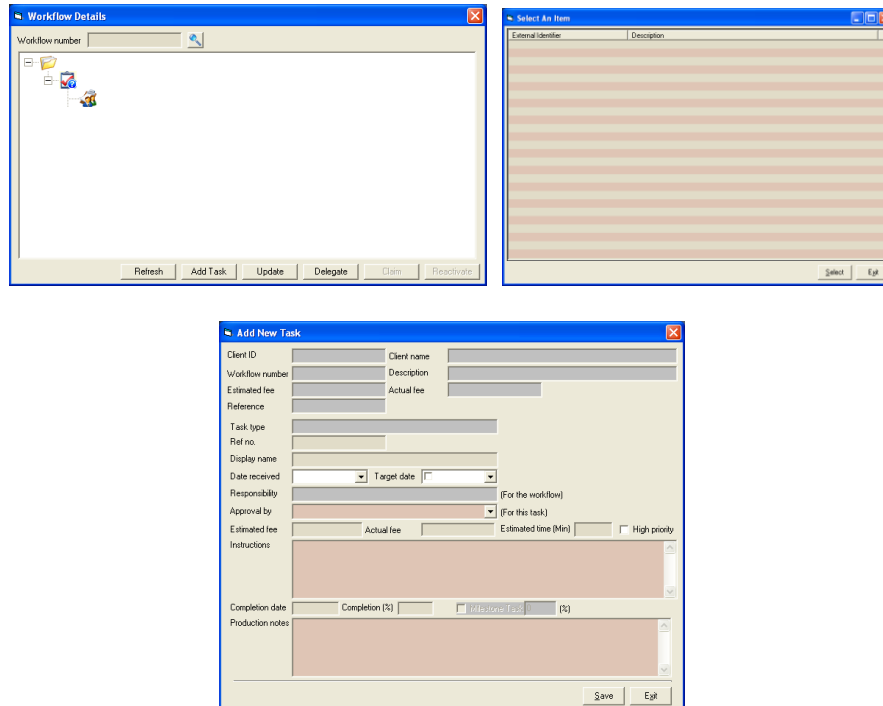 Workflow Details
Workflow number
Refresh Add Task Update Delegate Claim Reactivate
Select An Item
External Identifier Description
Select Exit
Add New Task
Client ID Client name
Workflow number Description
Estimated fee Actual fee
Reference
Task type
Ref no.
Display name
Date received Target date
Responsibility (For the workflow)
Approval by (For this task)
Estimated fee Actual fee Estimated time (Min) High priority
Instructions
Completion date Completion (%) Milestone Task (%)
Production notes
Save Exit